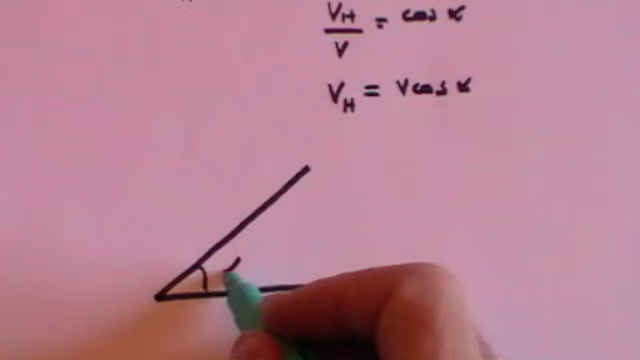 V_H / V = cos α
V_H = V cos α